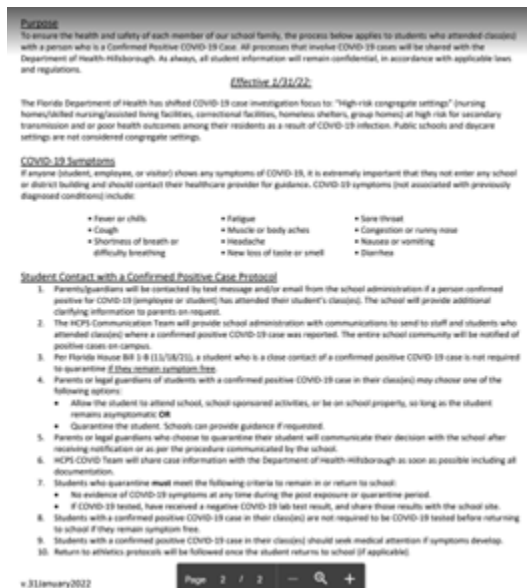 Purpose
To ensure the health and safety of each member of our school family, the process below applies to students who attended class(es)
with a person who is a Confirmed Positive COVID-19 Case. All processes that involve COVID-19 cases will be shared with the
Department of Health-Hillsborough. As always, all student information will remain confidential, in accordance with applicable laws
and regulations.
Effective 1/31/22:
The Florida Department of Health has shifted COVID-19 case investigation focus to: "High-risk congregate settings" (nursing
homes/skilled nursing/assisted living facilities, correctional facilities, homeless shelters, group homes) at high risk for secondary
transmission and or poor health outcomes among their residents as a result of COVID-19 infection. Public schools and daycare
settings are not considered congregate settings.
COVID-19 Symptoms
If anyone (student, employee, or visitor) shows any symptoms of COVID-19, it is extremely important that they not enter any school
or district building and should contact their healthcare provider for guidance. COVID-19 symptoms (not associated with previously
diagnosed conditions) include:
• Fever or chills • Fatigue • Sore throat
• Cough • Muscle or body aches • Congestion or runny nose
• Shortness of breath or • Headache • Nausea or vomiting
difficulty breathing • New loss of taste or smell • Diarrhea
Student Contact with a Confirmed Positive Case Protocol
1. Parents/guardians will be contacted by text message and/or email from the school administration if a person confirmed
positive for COVID-19 (employee or student) has attended their student's class(es). The school will provide additional
clarifying information to parents on request.
2. The HCPS Communication Team will provide school administration with communications to send to staff and students who
attended class(es) where a confirmed positive COVID-19 case was reported. The entire school community will be notified of
positive cases on campus.
3. Per Florida House Bill 1-B (11/18/21), a student who is a close contact of a confirmed positive COVID-19 case is not required
to quarantine if they remain symptom free.
4. Parents or legal guardians of students with a confirmed positive COVID-19 case in their class(es) may choose one of the
following options:
• Allow the student to attend school, school-sponsored activities, or be on school property, so long as the student
remains asymptomatic OR
• Quarantine the student. Schools can provide guidance if requested.
5. Parents or legal guardians who choose to quarantine their student will communicate their decision with the school after
receiving notification or as per the procedure communicated by the school.
6. HCPS COVID Team will share case information with the Department of Health-Hillsborough as soon as possible including all
documentation.
7. Students who quarantine must meet the following criteria to remain in or return to school:
• No evidence of COVID-19 symptoms at any time during the post exposure or quarantine period.
• If COVID-19 tested, have received a negative COVID-19 lab test result, and share those results with the school site.
8. Students with a confirmed positive COVID-19 case in their class(es) are not required to be COVID-19 tested before returning
to school if they remain symptom free.
9. Students with a confirmed positive COVID-19 case in their class(es) should seek medical attention if symptoms develop.
10. Return to athletics protocols will be followed once the student returns to school (if applicable)
v.31January2022
Page 2 / 2 — +